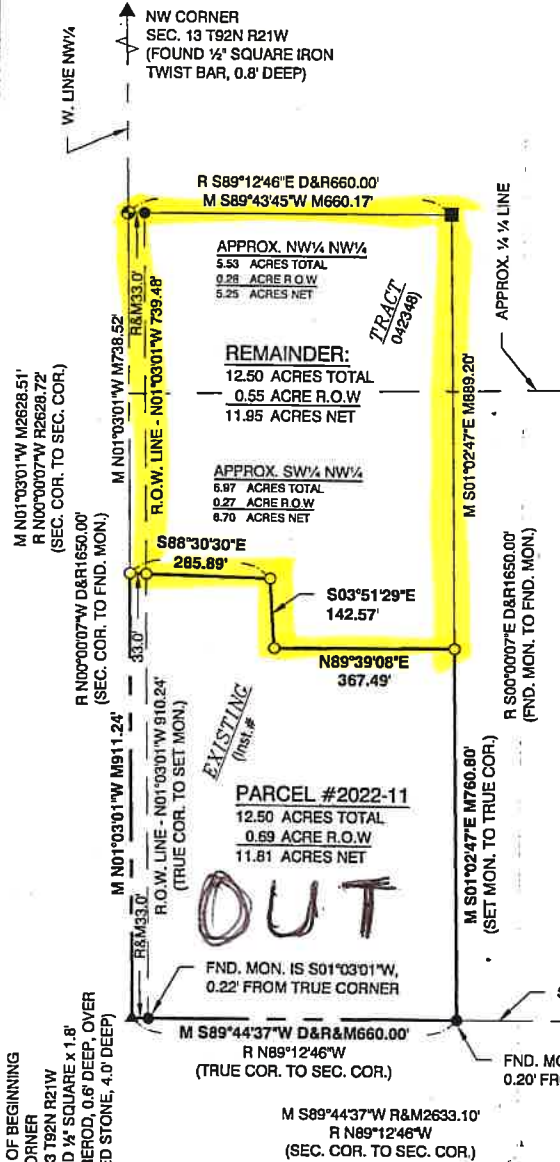 NW CORNER
SEC. 13 T92N R21W
(FOUND ½" SQUARE IRON
TWIST BAR, 0.8' DEEP)
W. LINE NW¼
R S89°12'46"E D&R660.00'
M S89°43'45"W M660.17'
APPROX. NW¼ NW¼
5.53 ACRES TOTAL
0.28 ACRE R.O.W
5.25 ACRES NET
TRACT
042348)
APPROX. ¼ ¼ LINE
R&M33.0'
M N01°03'01"W M738.52'
R.O.W. LINE - N01°03'01"W 739.48'
REMAINDER:
12.50 ACRES TOTAL
0.55 ACRE R.O.W
11.95 ACRES NET
M S01°02'47"E M889.20'
M N01°03'01"W M2628.51'
R N00°00'07"W R2628.72'
(SEC. COR. TO SEC. COR.)
APPROX. SW¼ NW¼
6.97 ACRES TOTAL
0.27 ACRE R.O.W
6.70 ACRES NET
S88°30'30"E
285.89'
S03°51'29"E
142.57'
R N00°00'07"W D&R1650.00'
(SEC. COR. TO FND. MON.)
R S00°00'07"E D&R1650.00'
(FND. MON. TO FND. MON.)
33.0'
N89°39'08"E
367.49'
EXISTING
(Inst.#
M N01°03'01"W M911.24'
R.O.W. LINE - N01°03'01"W 910.24'
(TRUE COR. TO SET MON.)
PARCEL #2022-11
12.50 ACRES TOTAL
0.69 ACRE R.O.W
11.81 ACRES NET
M S01°02'47"E M760.80'
(SET MON. TO TRUE COR.)
OUT
R&M33.0'
FND. MON. IS S01°03'01"W,
0.22' FROM TRUE CORNER
S
M S89°44'37"W D&R&M660.00'
R N89°12'46"W
(TRUE COR. TO SEC. COR.)
FND. MO
0.20' FR
OF BEGINNING
ORNER
3 T92N R21W
D ½" SQUARE x 1.8'
EROD, 0.6' DEEP, OVER
ED STONE, 4.0' DEEP)
M S89°44'37"W R&M2633.10'
R N89°12'46"W
(SEC. COR. TO SEC. COR.)